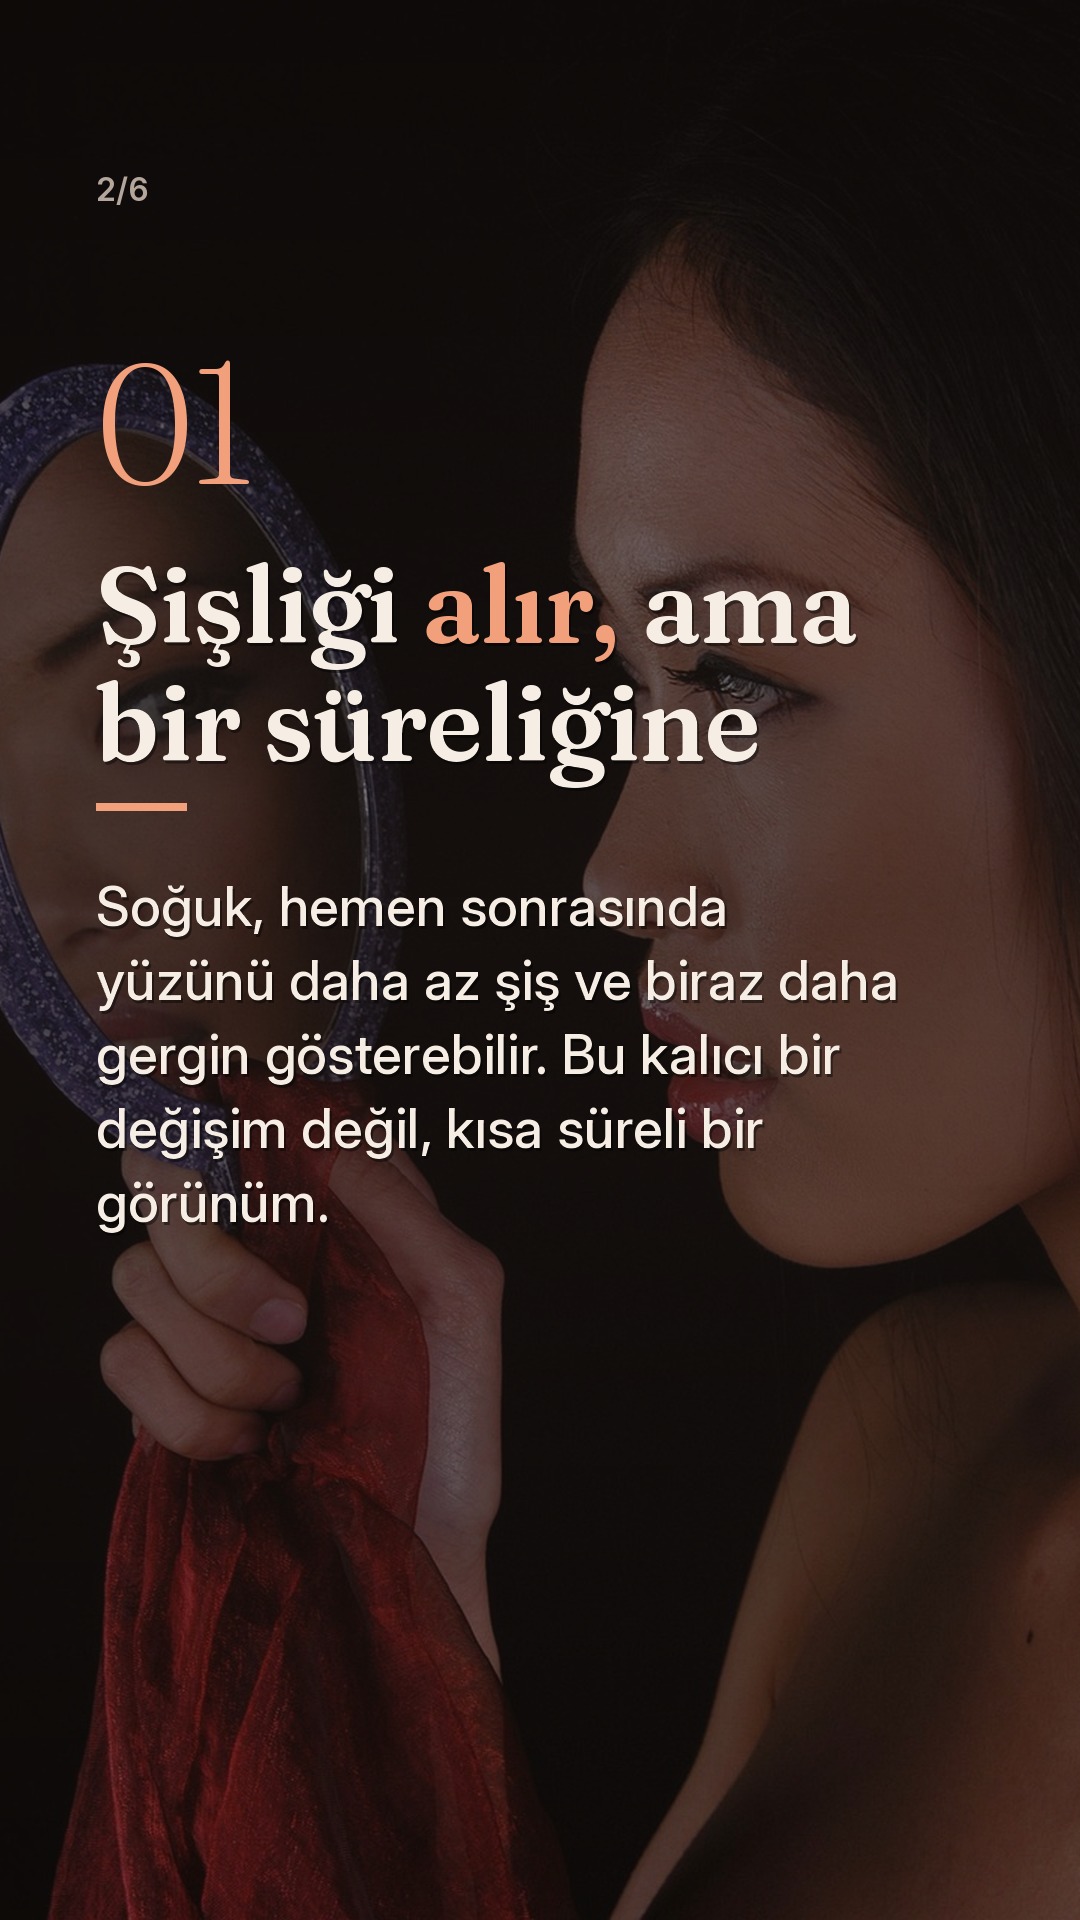 2/6
01
Şişliği alır, ama
bir süreliğine
Soğuk, hemen sonrasında
yüzünü daha az şiş ve biraz daha
gergin gösterebilir. Bu kalıcı bir
değişim değil, kısa süreli bir
görünüm.